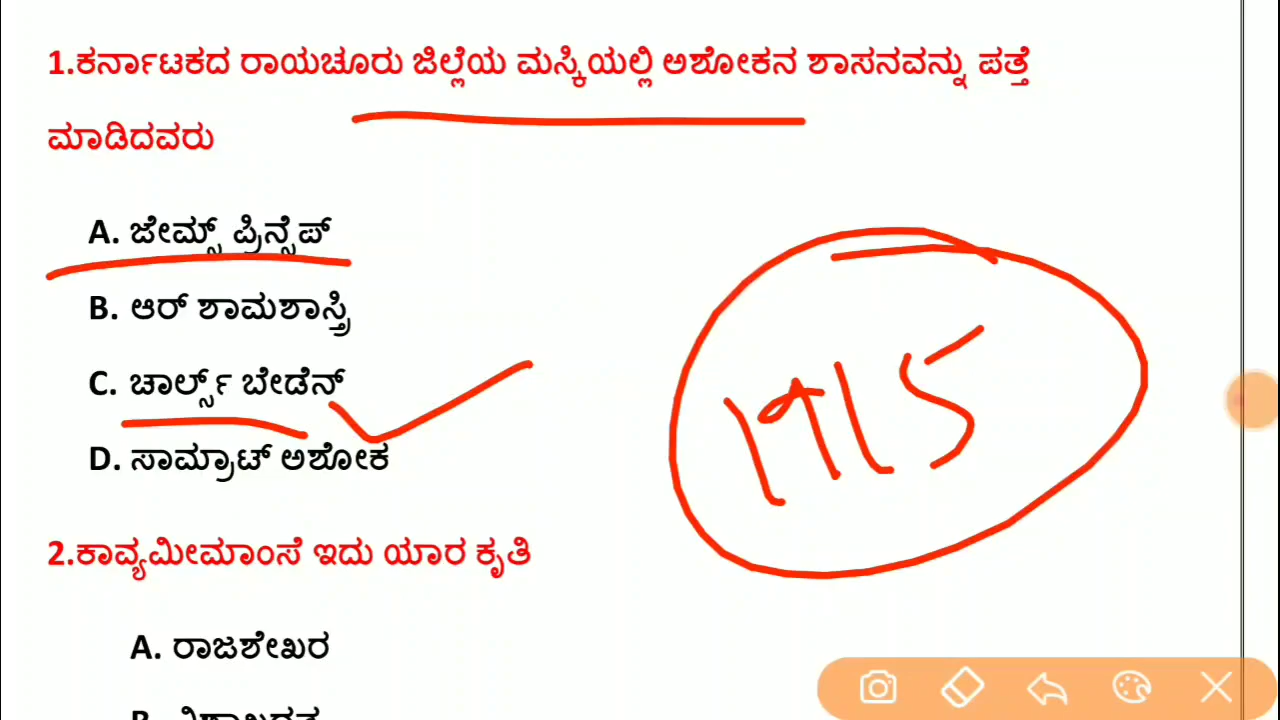 1.ಕರ್ನಾಟಕದ ರಾಯಚೂರು ಜಿಲ್ಲೆಯ ಮಸ್ಕಿಯಲ್ಲಿ ಅಶೋಕನ ಶಾಸನವನ್ನು ಪತ್ತೆ
ಮಾಡಿದವರು
A. ಜೇಮ್ಸ್ ಪ್ರಿನ್ಸೆಪ್
B. ಆರ್ ಶಾಮಶಾಸ್ತ್ರಿ
C. ಚಾರ್ಲ್ಸ್ ಬೇಡೆನ್
D. ಸಾಮ್ರಾಟ್ ಅಶೋಕ
1915
2.ಕಾವ್ಯಮೀಮಾಂಸೆ ಇದು ಯಾರ ಕೃತಿ
A. ರಾಜಶೇಖರ